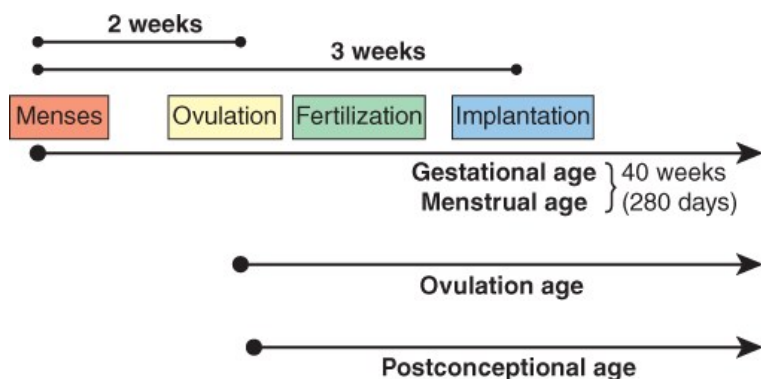 2 weeks
3 weeks
Menses Ovulation Fertilization Implantation
Gestational age 40 weeks
Menstrual age (280 days)
Ovulation age
Postconceptional age